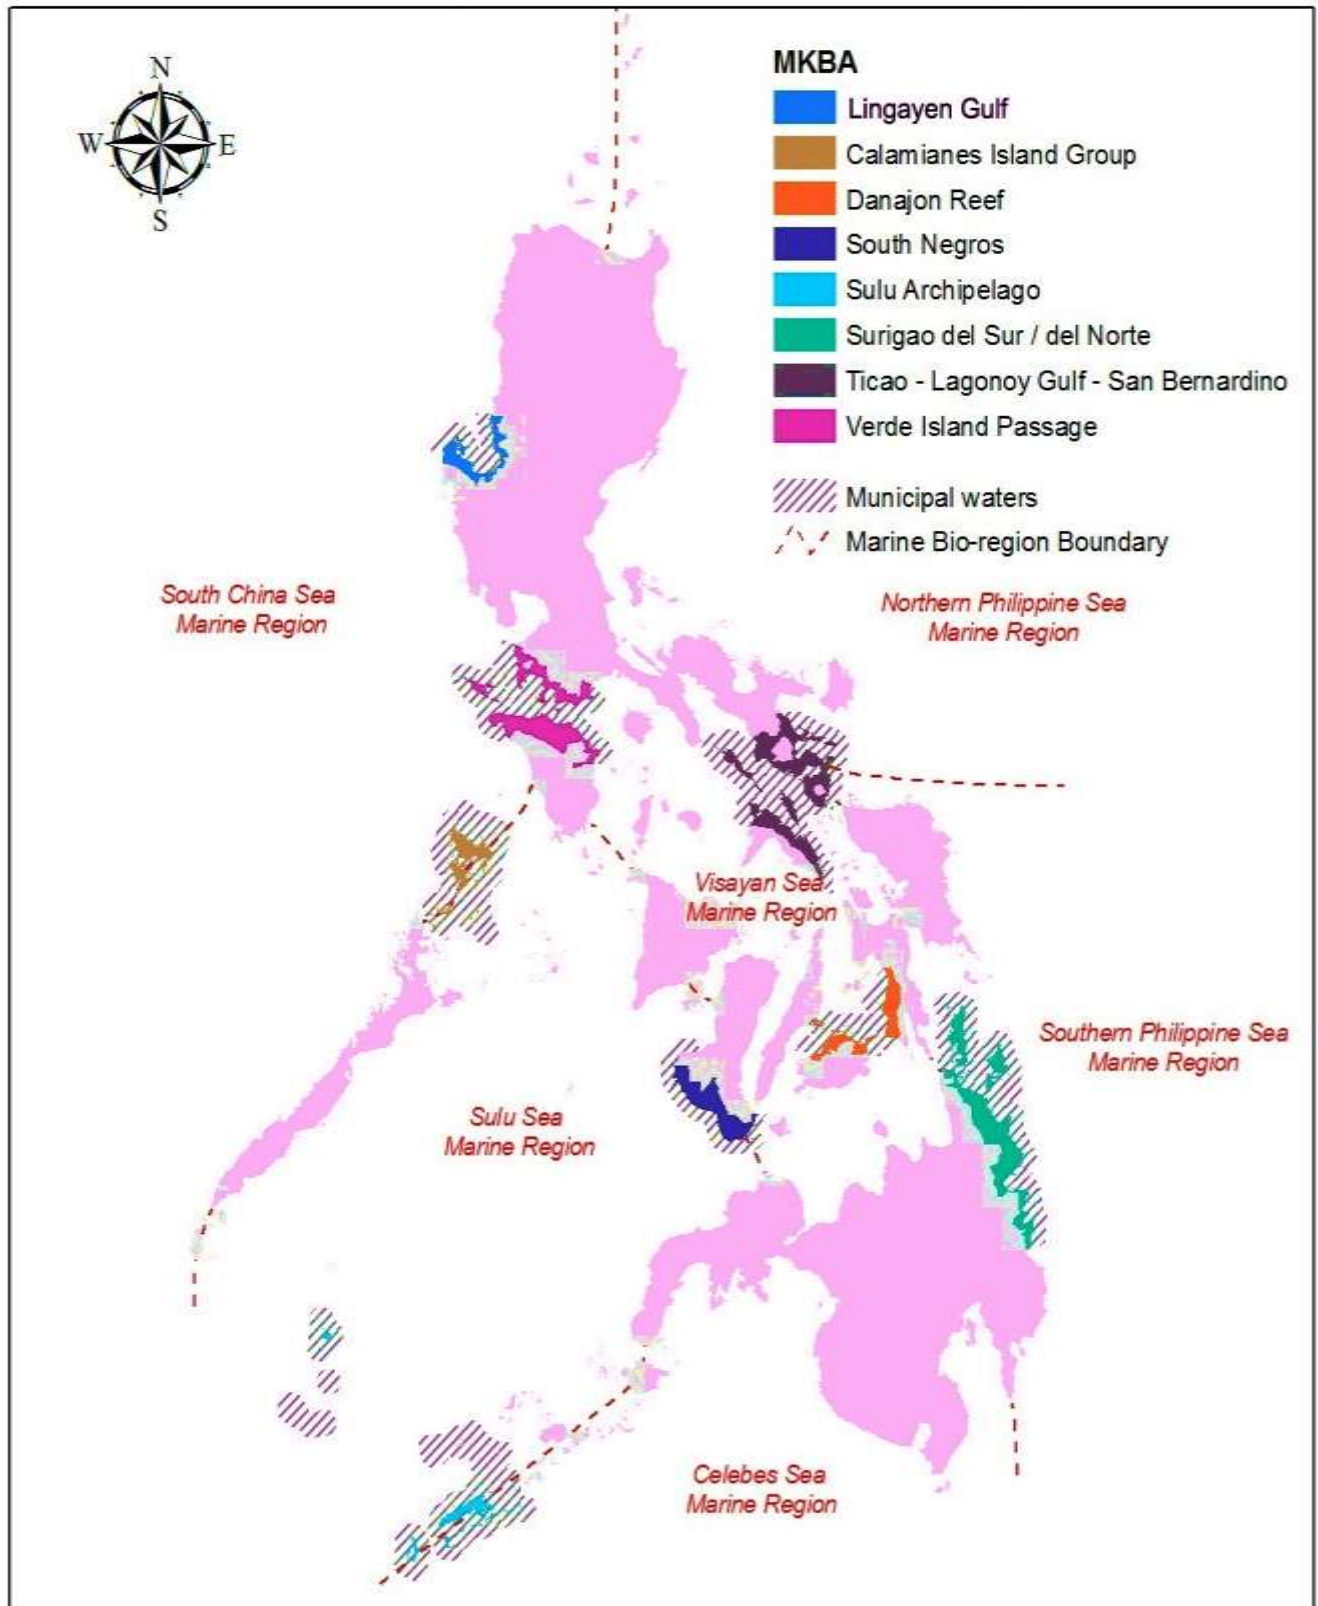 N
W
E
S
MKBA
Lingayen Gulf
Calamianes Island Group
Danajon Reef
South Negros
Sulu Archipelago
Surigao del Sur / del Norte
Ticao - Lagonoy Gulf - San Bernardino
Verde Island Passage
Municipal waters
Marine Bio-region Boundary
South China Sea
Marine Region
Northern Philippine Sea
Marine Region
Visayan Sea
Marine Region
Southern Philippine Sea
Marine Region
Sulu Sea
Marine Region
Celebes Sea
Marine Region